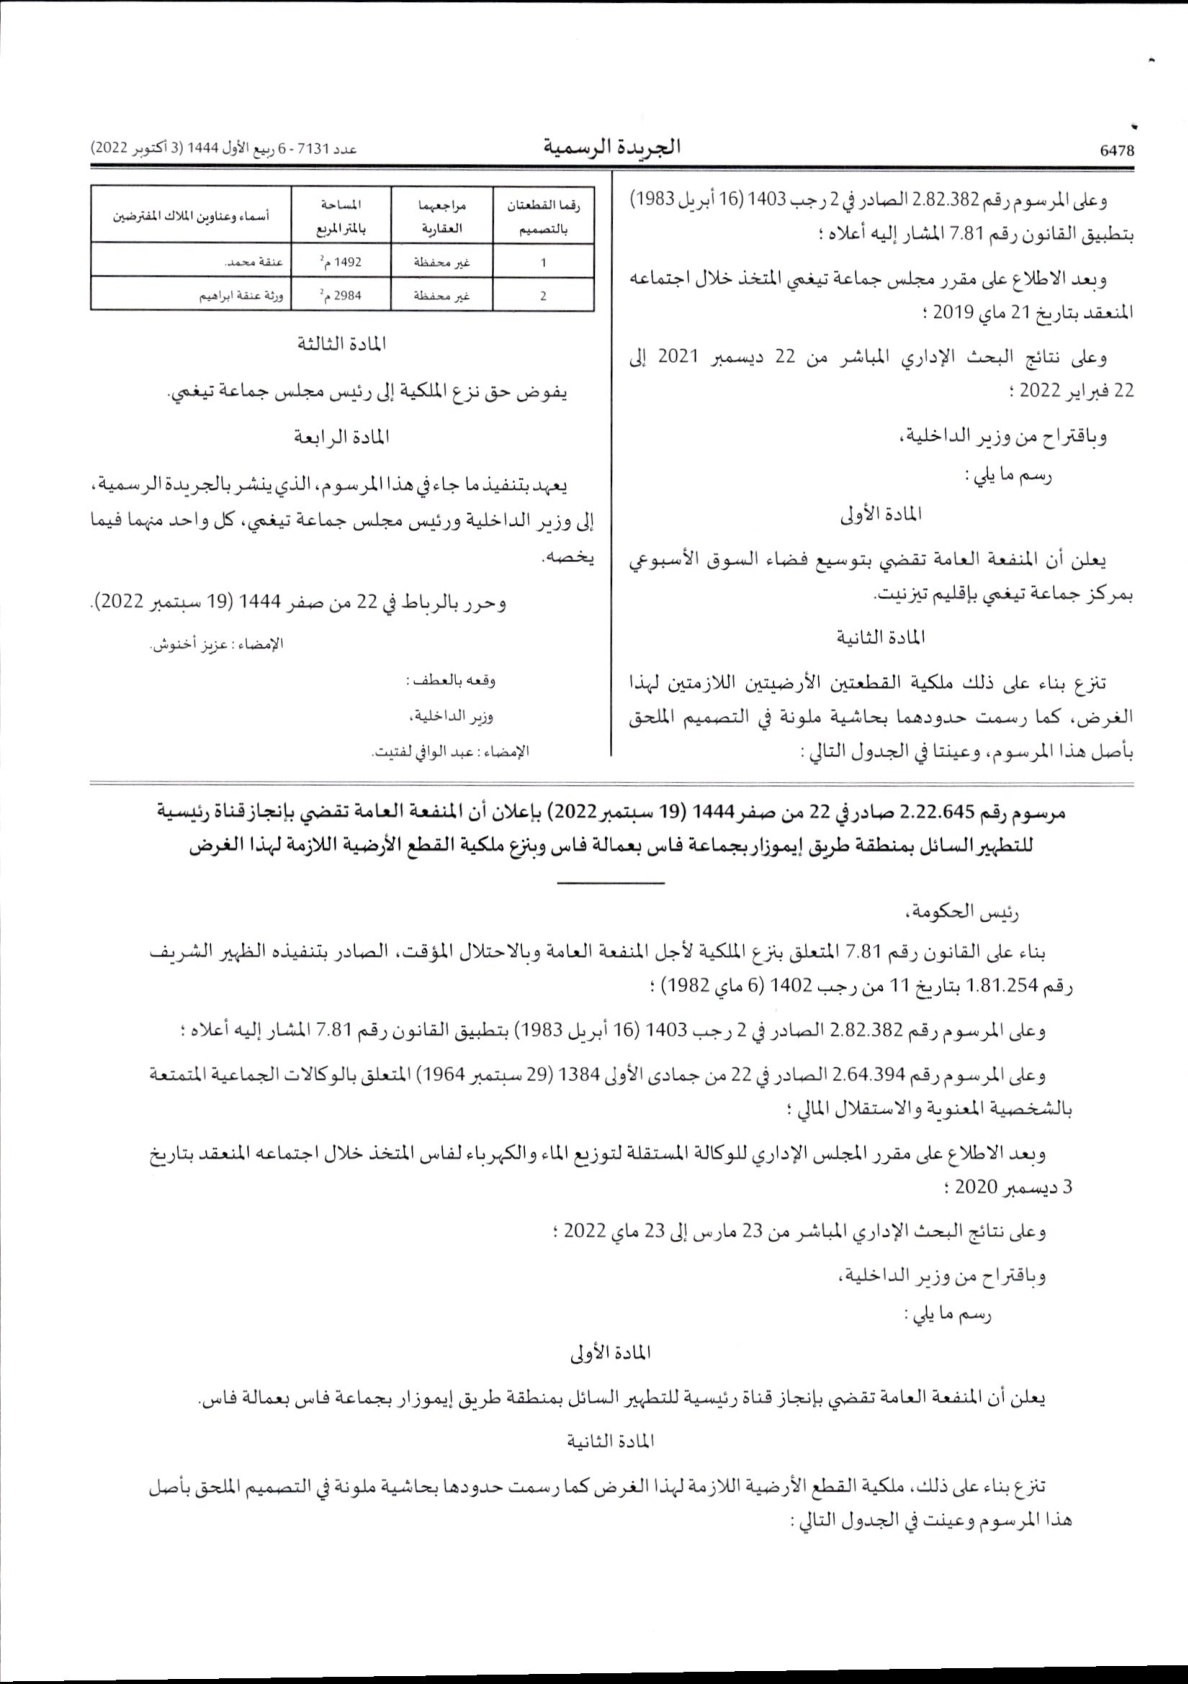 6478
الجريدة الرسمية
عدد 7131 - 6 ربيع الأول 1444 (3 أكتوبر 2022)
وعلى المرسوم رقم 2.82.382 الصادر في 2 رجب 1403 (16 أبريل 1983)
بتطبيق القانون رقم 7.81 المشار إليه أعلاه ؛
وبعد الاطلاع على مقرر مجلس جماعة تيغمي المتخذ خلال اجتماعه
المنعقد بتاريخ 21 ماي 2019 ؛
وعلى نتائج البحث الإداري المباشر من 22 ديسمبر 2021 إلى
22 فبراير 2022 ؛
وباقتراح من وزير الداخلية،
رسم ما يلي :
المادة الأولى
يعلن أن المنفعة العامة تقضي بتوسيع فضاء السوق الأسبوعي
بمركز جماعة تيغمي بإقليم تيزنيت.
المادة الثانية
تنزع بناء على ذلك ملكية القطعتين الأرضيتين اللازمتين لهذا
الغرض، كما رسمت حدودهما بحاشية ملونة في التصميم الملحق
بأصل هذا المرسوم، وعينتا في الجدول التالي :
رقما القطعتان بالتصميم | مراجعهما العقارية | المساحة بالمتر المربع | أسماء وعناوين الملاك المفترضين
1 | غير محفظة | 1492 م2 | عنقة محمد.
2 | غير محفظة | 2984 م2 | ورثة عنقة ابراهيم
المادة الثالثة
يفوض حق نزع الملكية إلى رئيس مجلس جماعة تيغمي.
المادة الرابعة
يعهد بتنفيذ ما جاء في هذا المرسوم، الذي ينشر بالجريدة الرسمية،
إلى وزير الداخلية ورئيس مجلس جماعة تيغمي، كل واحد منهما فيما
يخصه.
وحرر بالرباط في 22 من صفر 1444 (19 سبتمبر 2022).
الإمضاء : عزيز أخنوش.
وقعه بالعطف :
وزير الداخلية،
الإمضاء : عبد الوافي لفتيت.
مرسوم رقم 2.22.645 صادر في 22 من صفر 1444 (19 سبتمبر 2022) بإعلان أن المنفعة العامة تقضي بإنجاز قناة رئيسية
للتطهير السائل بمنطقة طريق إيموزار بجماعة فاس بعمالة فاس وبنزع ملكية القطع الأرضية اللازمة لهذا الغرض
رئيس الحكومة،
بناء على القانون رقم 7.81 المتعلق بنزع الملكية لأجل المنفعة العامة وبالاحتلال المؤقت، الصادر بتنفيذه الظهير الشريف
رقم 1.81.254 بتاريخ 11 من رجب 1402 (6 ماي 1982) ؛
وعلى المرسوم رقم 2.82.382 الصادر في 2 رجب 1403 (16 أبريل 1983) بتطبيق القانون رقم 7.81 المشار إليه أعلاه ؛
وعلى المرسوم رقم 2.64.394 الصادر في 22 من جمادى الأولى 1384 (29 سبتمبر 1964) المتعلق بالوكالات الجماعية المتمتعة
بالشخصية المعنوية والاستقلال المالي ؛
وبعد الاطلاع على مقرر المجلس الإداري للوكالة المستقلة لتوزيع الماء والكهرباء لفاس المتخذ خلال اجتماعه المنعقد بتاريخ
3 ديسمبر 2020 ؛
وعلى نتائج البحث الإداري المباشر من 23 مارس إلى 23 ماي 2022 ؛
وباقتراح من وزير الداخلية،
رسم ما يلي :
المادة الأولى
يعلن أن المنفعة العامة تقضي بإنجاز قناة رئيسية للتطهير السائل بمنطقة طريق إيموزار بجماعة فاس بعمالة فاس.
المادة الثانية
تنزع بناء على ذلك، ملكية القطع الأرضية اللازمة لهذا الغرض كما رسمت حدودها بحاشية ملونة في التصميم الملحق بأصل
هذا المرسوم وعينت في الجدول التالي :